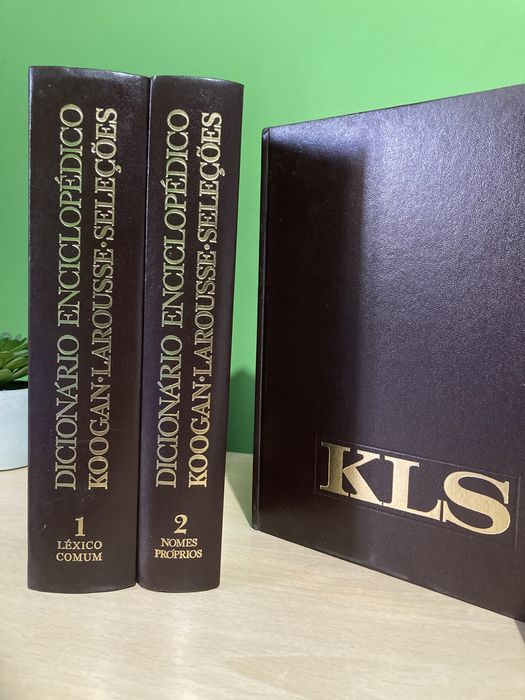 DICIONÁRIO ENCICLOPÉDICO
KOOGAN·LAROUSSE·SELEÇÕES
1
LÉXICO
COMUM
DICIONÁRIO ENCICLOPÉDICO
KOOGAN·LAROUSSE·SELEÇÕES
2
NOMES
PRÓPRIOS
KLS